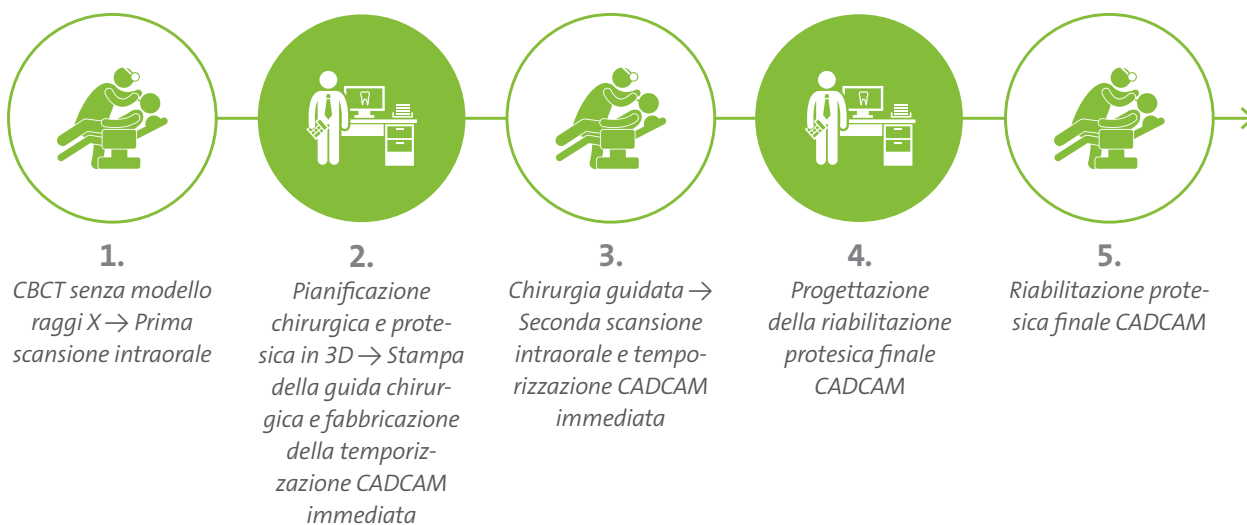 1.
CBCT senza modello
raggi X → Prima
scansione intraorale
2.
Pianificazione
chirurgica e prote-
sica in 3D → Stampa
della guida chirur-
gica e fabbricazione
della temporiz-
zazione CADCAM
immediata
3.
Chirurgia guidata →
Seconda scansione
intraorale e tempo-
rizzazione CADCAM
immediata
4.
Progettazione
della riabilitazione
protesica finale
CADCAM
5.
Riabilitazione prote-
sica finale CADCAM